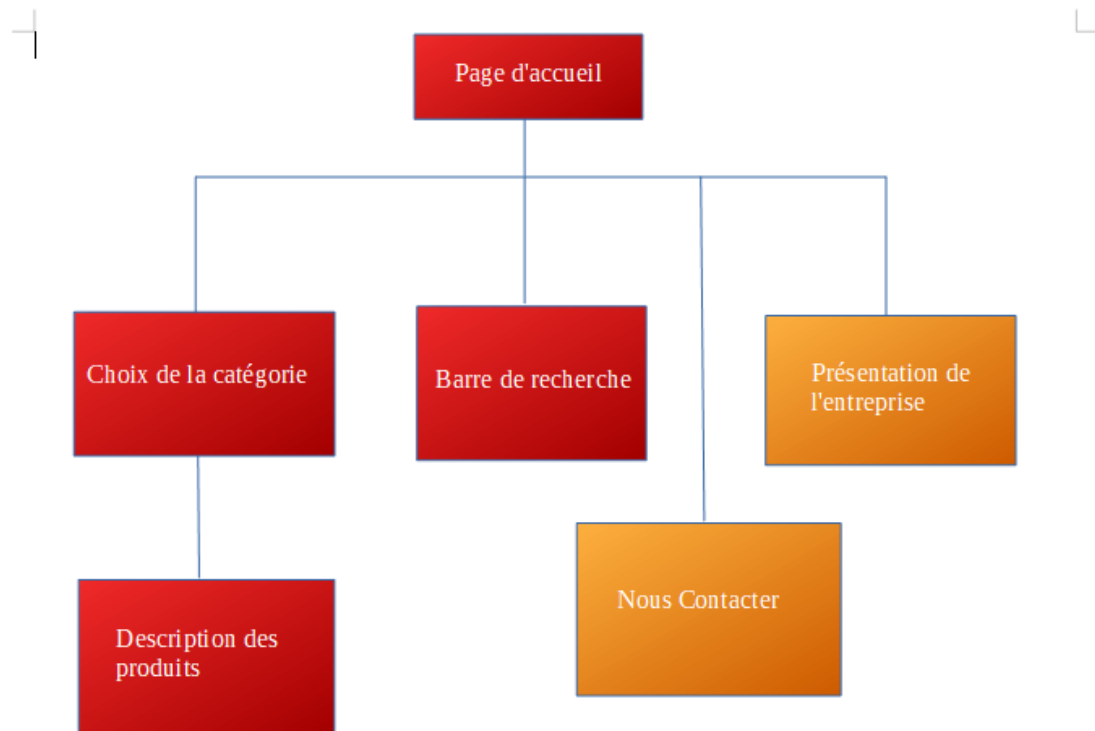 Page d'accueil
Choix de la catégorie
Barre de recherche
Présentation de
l'entreprise
Nous Contacter
Description des
produits